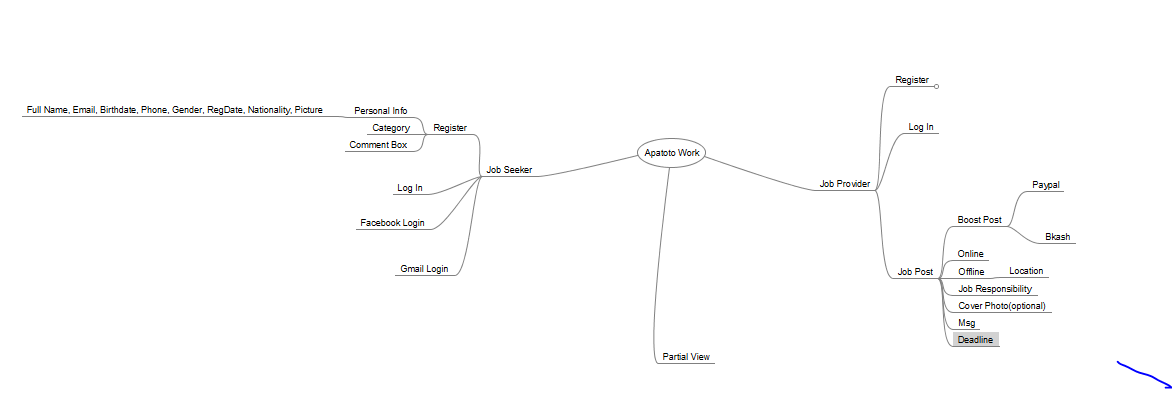 Apatoto Work
Job Seeker
Register
Personal Info
Full Name, Email, Birthdate, Phone, Gender, RegDate, Nationality, Picture
Category
Comment Box
Log In
Facebook Login
Gmail Login
Job Provider
Register
Log In
Job Post
Boost Post
Paypal
Bkash
Online
Offline
Location
Job Responsibility
Cover Photo(optional)
Msg
Deadline
Partial View